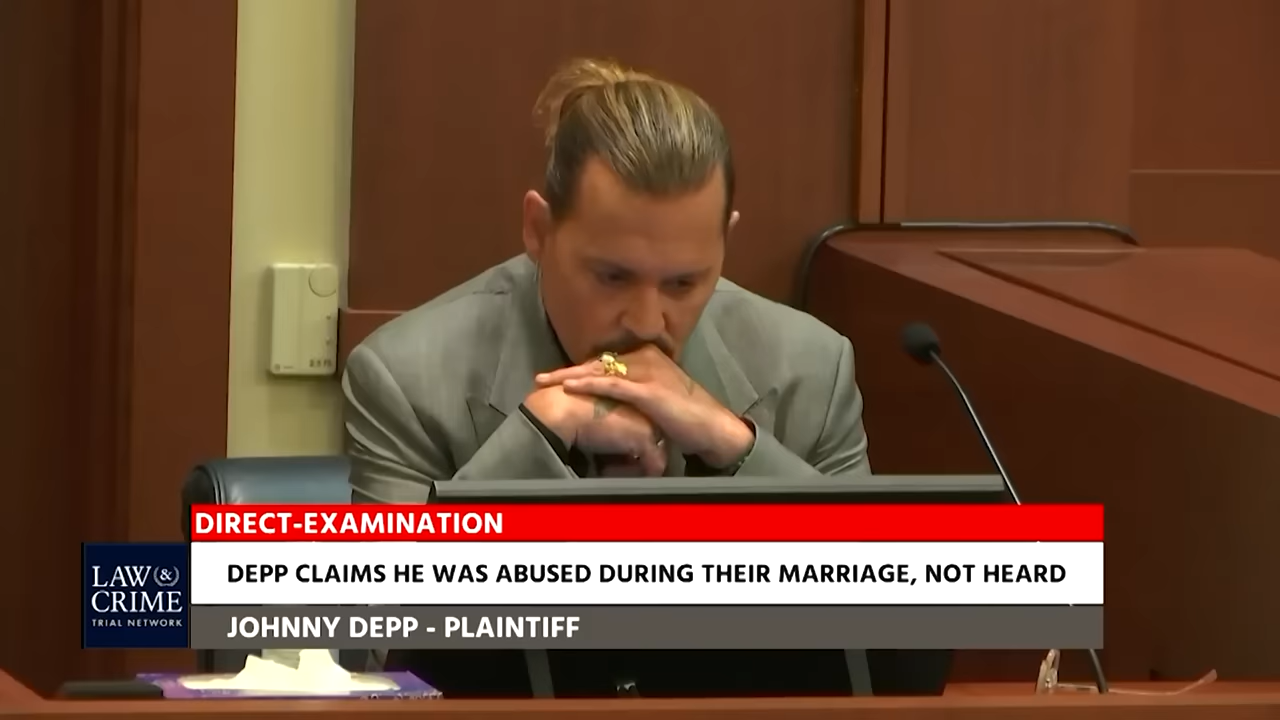 DIRECT-EXAMINATION
DEPP CLAIMS HE WAS ABUSED DURING THEIR MARRIAGE, NOT HEARD
LAW &
CRIME
TRIAL NETWORK
JOHNNY DEPP - PLAINTIFF